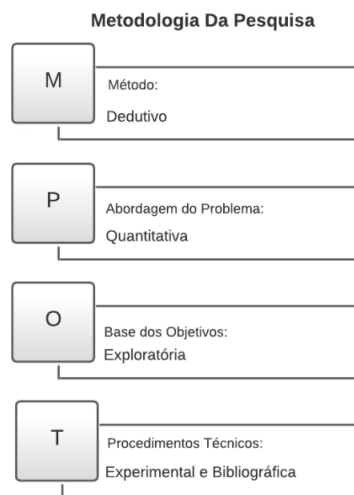 Metodologia Da Pesquisa
M
Método:
Dedutivo
P
Abordagem do Problema:
Quantitativa
O
Base dos Objetivos:
Exploratória
T
Procedimentos Técnicos:
Experimental e Bibliográfica